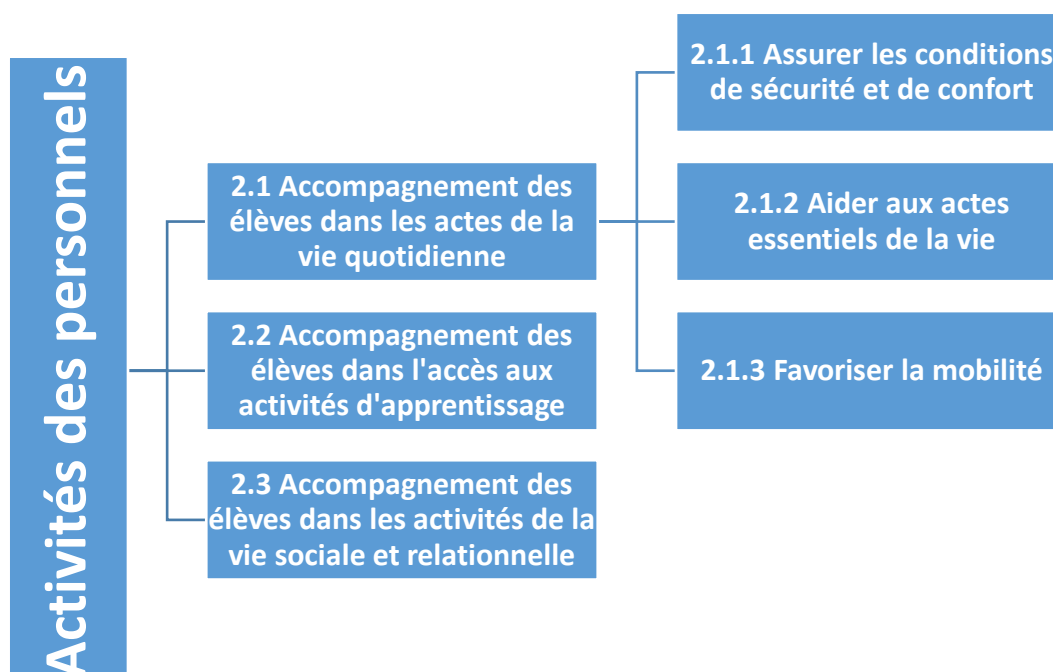 Activités des personnels
2.1 Accompagnement des
élèves dans les actes de la
vie quotidienne
2.2 Accompagnement des
élèves dans l'accès aux
activités d'apprentissage
2.3 Accompagnement des
élèves dans les activités de la
vie sociale et relationnelle
2.1.1 Assurer les conditions
de sécurité et de confort
2.1.2 Aider aux actes
essentiels de la vie
2.1.3 Favoriser la mobilité